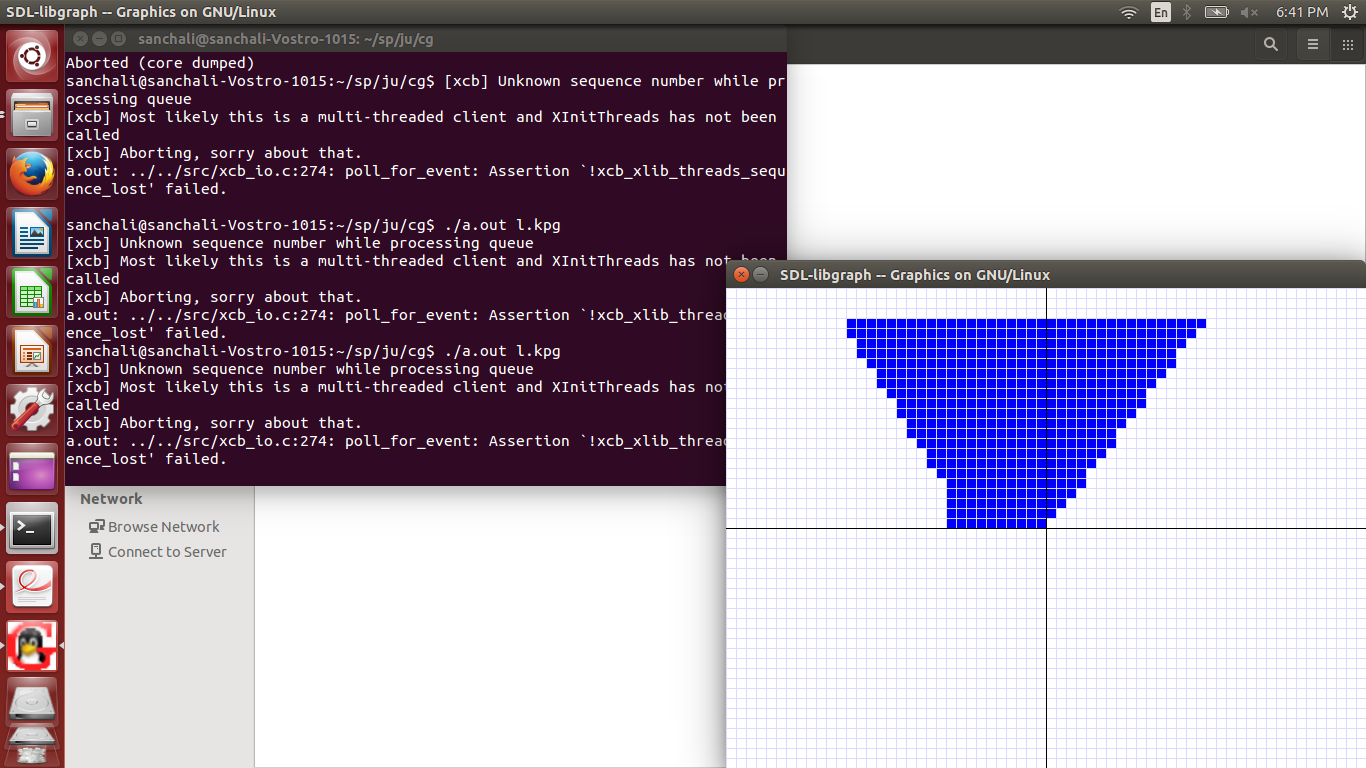 SDL-libgraph -- Graphics on GNU/Linux
En
6:41 PM
sanchali@sanchali-Vostro-1015: ~/sp/ju/cg
Aborted (core dumped)
sanchali@sanchali-Vostro-1015:~/sp/ju/cg$ [xcb] Unknown sequence number while pr
ocessing queue
[xcb] Most likely this is a multi-threaded client and XInitThreads has not been
called
[xcb] Aborting, sorry about that.
a.out: ../../src/xcb_io.c:274: poll_for_event: Assertion `!xcb_xlib_threads_sequ
ence_lost' failed.
sanchali@sanchali-Vostro-1015:~/sp/ju/cg$ ./a.out l.kpg
[xcb] Unknown sequence number while processing queue
[xcb] Most likely this is a multi-threaded client and XInitThreads has not been
called
[xcb] Aborting, sorry about that.
a.out: ../../src/xcb_io.c:274: poll_for_event: Assertion `!xcb_xlib_threac
ence_lost' failed.
sanchali@sanchali-Vostro-1015:~/sp/ju/cg$ ./a.out l.kpg
[xcb] Unknown sequence number while processing queue
[xcb] Most likely this is a multi-threaded client and XInitThreads has not
called
[xcb] Aborting, sorry about that.
a.out: ../../src/xcb_io.c:274: poll_for_event: Assertion `!xcb_xlib_threac
ence_lost' failed.
SDL-libgraph -- Graphics on GNU/Linux
Network
Browse Network
Connect to Server